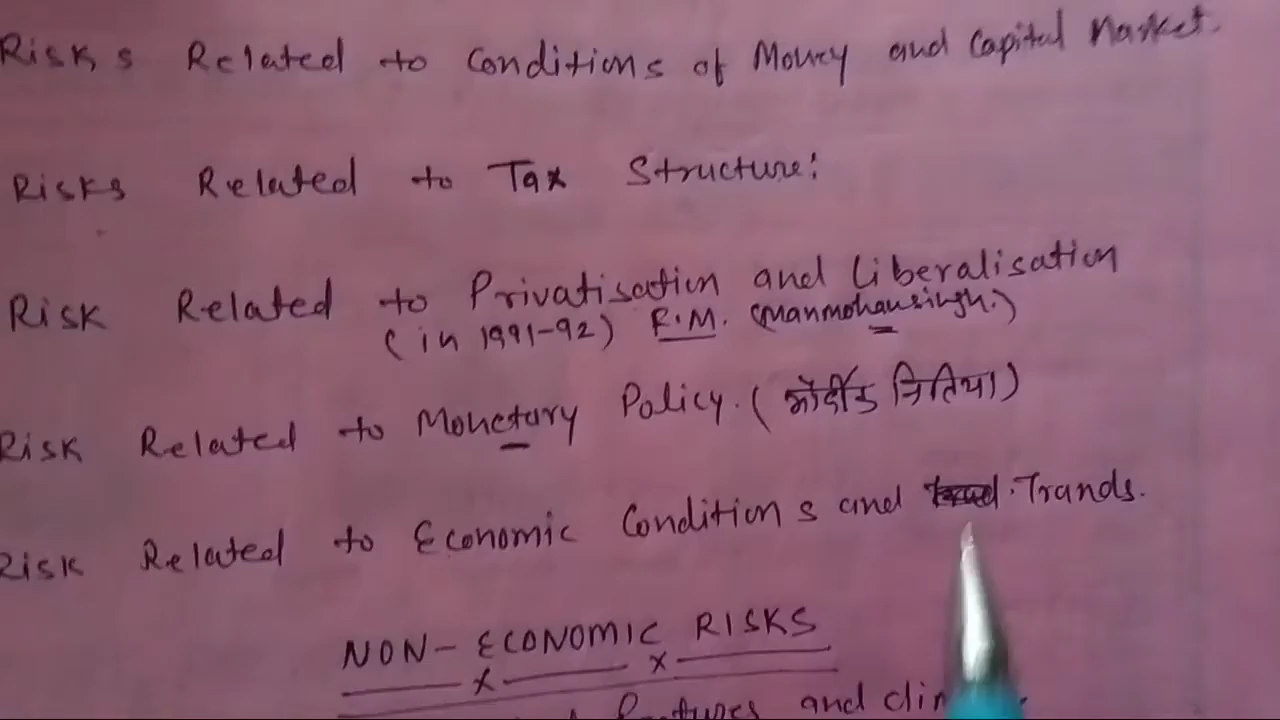 Risks Related to Conditions of Money and Capital Market.
Risks Related to Tax Structure:
Risk Related to Privatisation and Liberalisation
(in 1991-92) F.M. (Manmohansingh.)
Risk Related to Monetary Policy. (
Risk Related to Economic Conditions and Trands.
NON-ECONOMIC RISKS
and